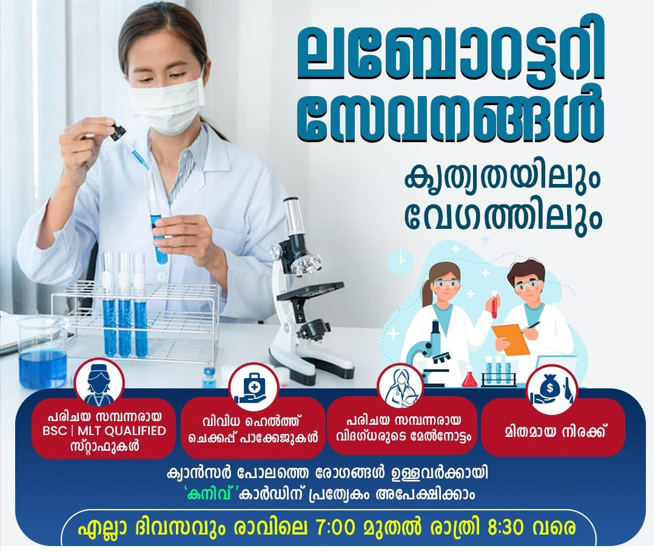 ലബോറട്ടറി
സേവനങ്ങൾ
കൃത്യതയിലും
വേഗത്തിലും
പരിചയ സമ്പന്നരായ
BSC | MLT QUALIFIED
സ്റ്റാഫുകൾ
വിവിധ ഹെൽത്ത്
ചെക്കപ്പ് പാക്കേജുകൾ
പരിചയ സമ്പന്നരായ
വിദഗ്ധരുടെ മേൽനോട്ടം
മിതമായ നിരക്ക്
ക്യാൻസർ പോലത്തെ രോഗങ്ങൾ ഉള്ളവർക്കായി
'കനിവ്' കാർഡിന് പ്രത്യേകം അപേക്ഷിക്കാം
എല്ലാ ദിവസവും രാവിലെ 7:00 മുതൽ രാത്രി 8:30 വരെ